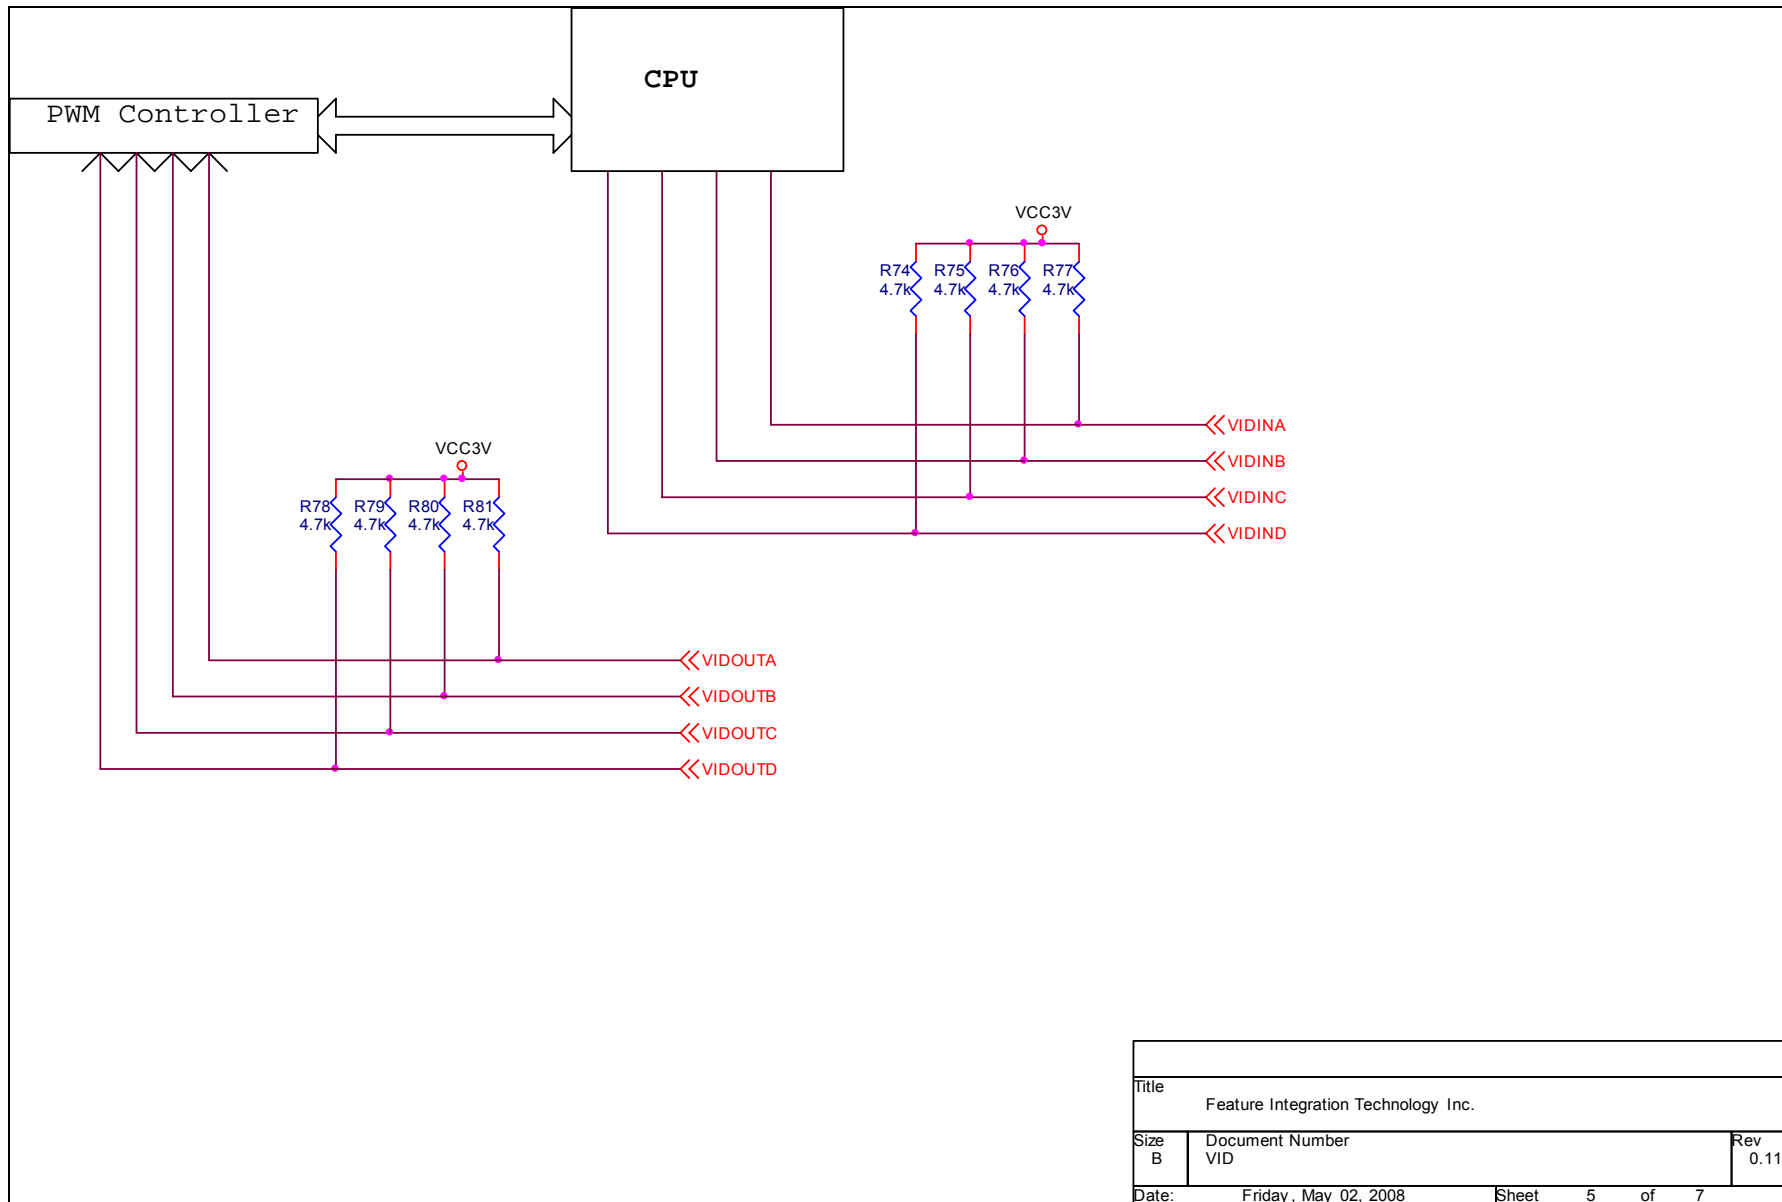 CPU
PWM Controller
VCC3V
R74 R75 R76 R77
4.7k 4.7k 4.7k 4.7k
VIDINA
VIDINB
VIDINC
VIDIND
VCC3V
R78 R79 R80 R81
4.7k 4.7k 4.7k 4.7k
VIDOUTA
VIDOUTB
VIDOUTC
VIDOUTD
Title
Feature Integration Technology Inc.
Size Document Number Rev
B VID 0.11
Date: Friday, May 02, 2008 Sheet 5 of 7